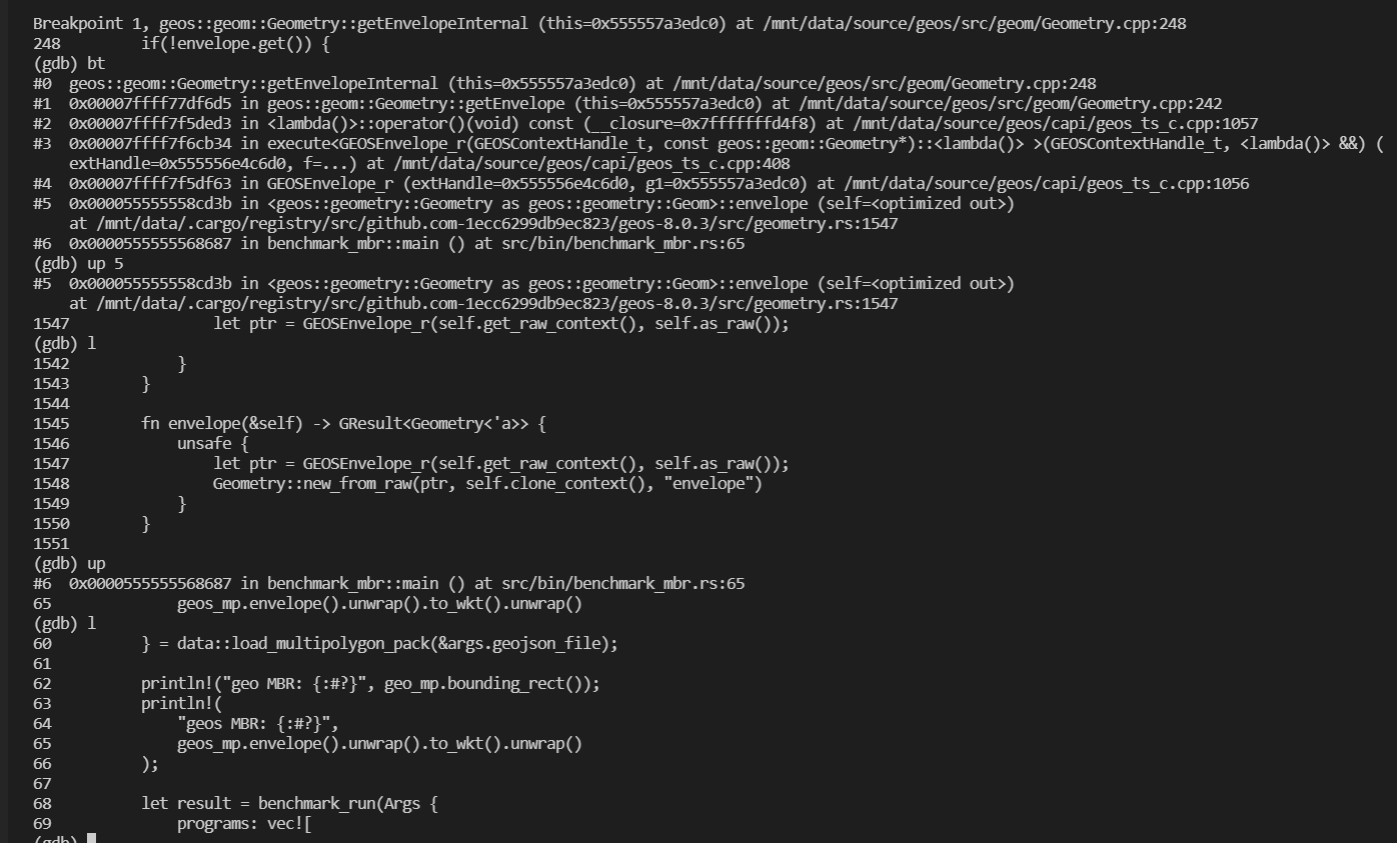 Breakpoint 1, geos::geom::Geometry::getEnvelopeInternal (this=0x555557a3edc0) at /mnt/data/source/geos/src/geom/Geometry.cpp:248
248         if(!envelope.get()) {
(gdb) bt
#0  geos::geom::Geometry::getEnvelopeInternal (this=0x555557a3edc0) at /mnt/data/source/geos/src/geom/Geometry.cpp:248
#1  0x00007ffff77df6d5 in geos::geom::Geometry::getEnvelope (this=0x555557a3edc0) at /mnt/data/source/geos/src/geom/Geometry.cpp:242
#2  0x00007ffff7f5ded3 in <lambda()>::operator()(void) const (__closure=0x7fffffffd4f8) at /mnt/data/source/geos/capi/geos_ts_c.cpp:1057
#3  0x00007ffff7f6cb34 in execute<GEOSEnvelope_r(GEOSContextHandle_t, const geos::geom::Geometry*)::<lambda()> >(GEOSContextHandle_t, <lambda()> &&) (
    extHandle=0x555556e4c6d0, f=...) at /mnt/data/source/geos/capi/geos_ts_c.cpp:408
#4  0x00007ffff7f5df63 in GEOSEnvelope_r (extHandle=0x555556e4c6d0, g1=0x555557a3edc0) at /mnt/data/source/geos/capi/geos_ts_c.cpp:1056
#5  0x000055555558cd3b in <geos::geometry::Geometry as geos::geometry::Geom>::envelope (self=<optimized out>)
    at /mnt/data/.cargo/registry/src/github.com-1ecc6299db9ec823/geos-8.0.3/src/geometry.rs:1547
#6  0x0000555555568687 in benchmark_mbr::main () at src/bin/benchmark_mbr.rs:65
(gdb) up 5
#5  0x000055555558cd3b in <geos::geometry::Geometry as geos::geometry::Geom>::envelope (self=<optimized out>)
    at /mnt/data/.cargo/registry/src/github.com-1ecc6299db9ec823/geos-8.0.3/src/geometry.rs:1547
1547                let ptr = GEOSEnvelope_r(self.get_raw_context(), self.as_raw());
(gdb) l
1542            }
1543        }
1544
1545        fn envelope(&self) -> GResult<Geometry<'a>> {
1546            unsafe {
1547                let ptr = GEOSEnvelope_r(self.get_raw_context(), self.as_raw());
1548                Geometry::new_from_raw(ptr, self.clone_context(), "envelope")
1549            }
1550        }
1551
(gdb) up
#6  0x0000555555568687 in benchmark_mbr::main () at src/bin/benchmark_mbr.rs:65
65              geos_mp.envelope().unwrap().to_wkt().unwrap()
(gdb) l
60          } = data::load_multipolygon_pack(&args.geojson_file);
61
62          println!("geo MBR: {:#?}", geo_mp.bounding_rect());
63          println!(
64              "geos MBR: {:#?}",
65              geos_mp.envelope().unwrap().to_wkt().unwrap()
66          );
67
68          let result = benchmark_run(Args {
69              programs: vec![
(gdb)